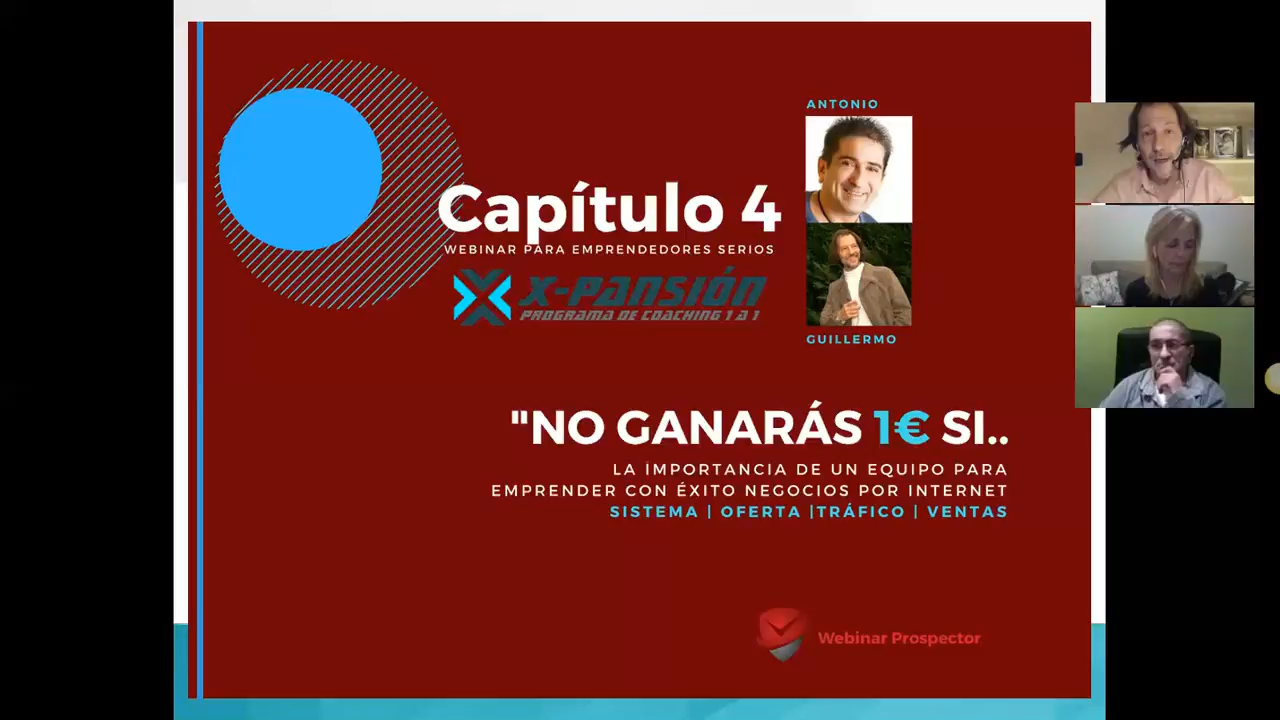 ANTONIO
Capítulo 4
WEBINAR PARA EMPRENDEDORES SERIOS
X-PANSIÓN
PROGRAMA DE COACHING 1 A 1
GUILLERMO
"NO GANARÁS 1€ SI..
LA ÍMPORTANCIA DE UN EQUIPO PARA
EMPRENDER CON ÉXITO NEGOCIOS POR INTERNET
SISTEMA | OFERTA |TRÁFICO | VENTAS
Webinar Prospector